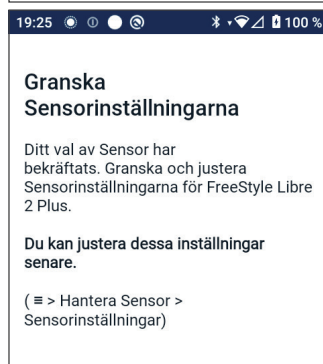 19:25 100 %
Granska
Sensorinställningarna
Ditt val av Sensor har
bekräftats. Granska och justera
Sensorinställningarna för FreeStyle Libre
2 Plus.
Du kan justera dessa inställningar
senare.
( ≡ > Hantera Sensor >
Sensorinställningar)